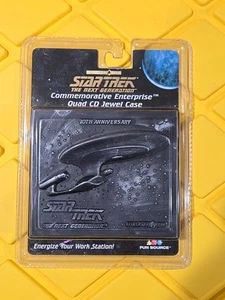 STAR TREK
THE NEXT GENERATION
Commemorative Enterprise™
Quad CD Jewel Case
10TH ANNIVERSARY
STAR TREK
THE NEXT GENERATION
Energize Your Work Station!
FUN SOURCE